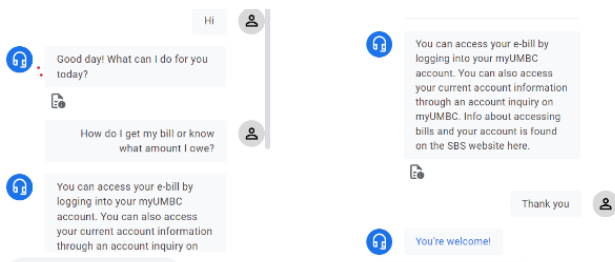 Hi
Good day! What can I do for you
today?
How do I get my bill or know
what amount I owe?
You can access your e-bill by
logging into your myUMBC
account. You can also access
your current account information
through an account inquiry on
You can access your e-bill by
logging into your myUMBC
account. You can also access
your current account information
through an account inquiry on
myUMBC. Info about accessing
bills and your account is found
on the SBS website here.
Thank you
You're welcome!